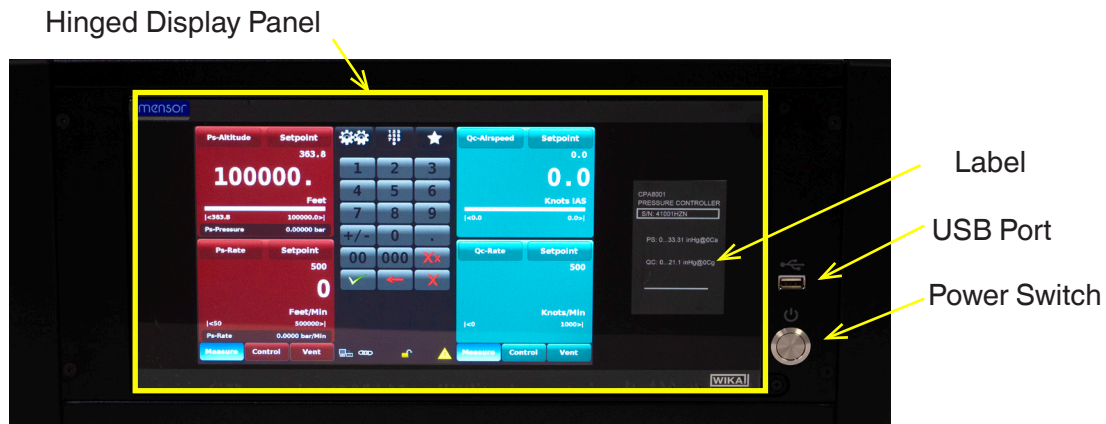 Hinged Display Panel
mensor
Ps-Altitude Setpoint
363.8
100000.
Feet
|<363.8 100000.0>|
Ps-Pressure 0.00000 bar
Ps-Rate Setpoint
500
0
Feet/Min
|<50 500000>|
Ps-Rate 0.0000 bar/Min
Measure Control Vent
1 2 3
4 5 6
7 8 9
+/- 0 .
00 000 Xx
X
Qc-Airspeed Setpoint
0.0
0.0
Knots IAS
|<0.0 0.0>|
Qc-Rate Setpoint
500
Knots/Min
|<0 1000>|
Measure Control Vent
CPA8001
PRESSURE CONTROLLER
S/N: 41001HZN
PS: 0...33.31 inHg@0Ca
QC: 0...21.1 inHg@0Cg
WIKAI
Label
USB Port
Power Switch